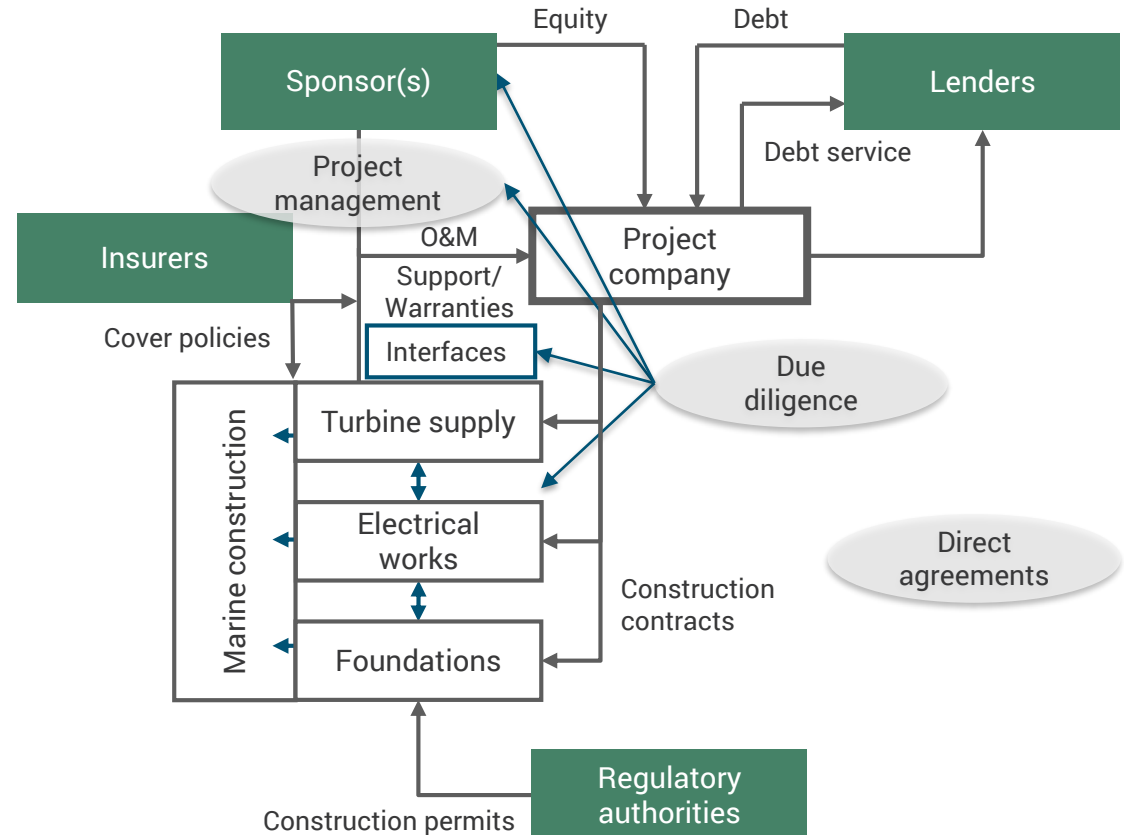 Equity
Debt
Sponsor(s)
Lenders
Project
management
Debt service
Insurers
O&M
Project
company
Support/
Warranties
Cover policies
Interfaces
Due
diligence
Marine construction
Turbine supply
Electrical
works
Direct
agreements
Construction
contracts
Foundations
Regulatory
authorities
Construction permits